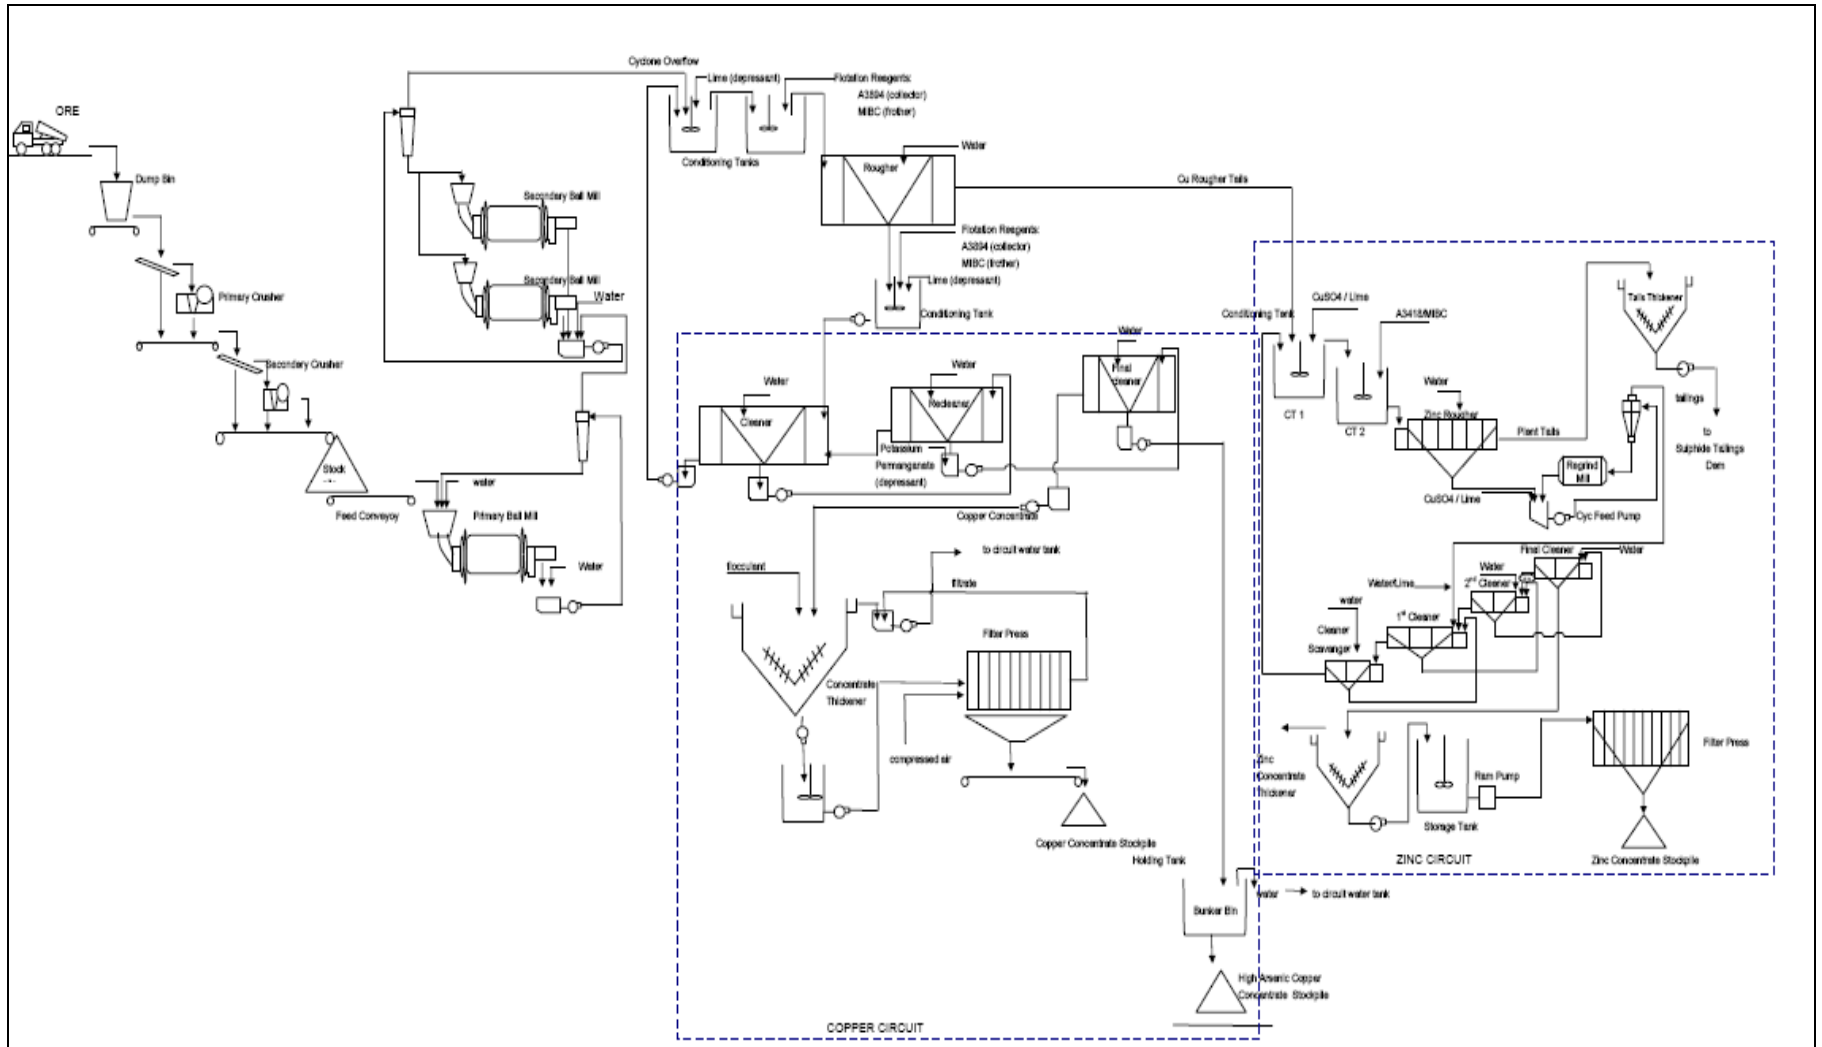 Cyclone Overflow
Lime (depressant)
Flotation Reagents:
A3894 (collector)
MIBC (frother)
ORE
Conditioning Tanks
Water
Dump Bin
Rougher
Cu Rougher Tails
Secondary Ball Mill
Flotation Reagents:
A3894 (collector)
MIBC (frother)
Lime (depressant)
Secondary Ball Mill
Water
Primary Crusher
Conditioning Tank
Conditioning Tank
CuSO4 / Lime
A3418/MIBC
Tails Thickener
Secondary Crusher
Water
Water
Water
Final
cleaner
Cleaner
Recleaner
CT 1
CT 2
Water
Zinc Rougher
Plant Tails
tailings
to
Sulphide Tailings
Dam
Potassium
Permanganate
(depressant)
Stock
water
Regrind
Mill
CuSO4 / Lime
Cyc Feed Pump
Feed Conveyoy
Primary Ball Mill
Copper Concentrate
Water
flocculant
to circuit water tank
filtrate
Final Cleaner
Water
Water
2nd Cleaner
Water/Lime
water
1st Cleaner
Cleaner
Scavanger
Filter Press
Concentrate
Thickener
compressed air
Zinc
Concentrate
Thickener
Ram Pump
Storage Tank
Filter Press
Copper Concentrate Stockpile
Holding Tank
ZINC CIRCUIT
Zinc Concentrate Stockpile
water
to circuit water tank
Bunker Bin
High Arsenic Copper
Concentrate Stockpile
COPPER CIRCUIT